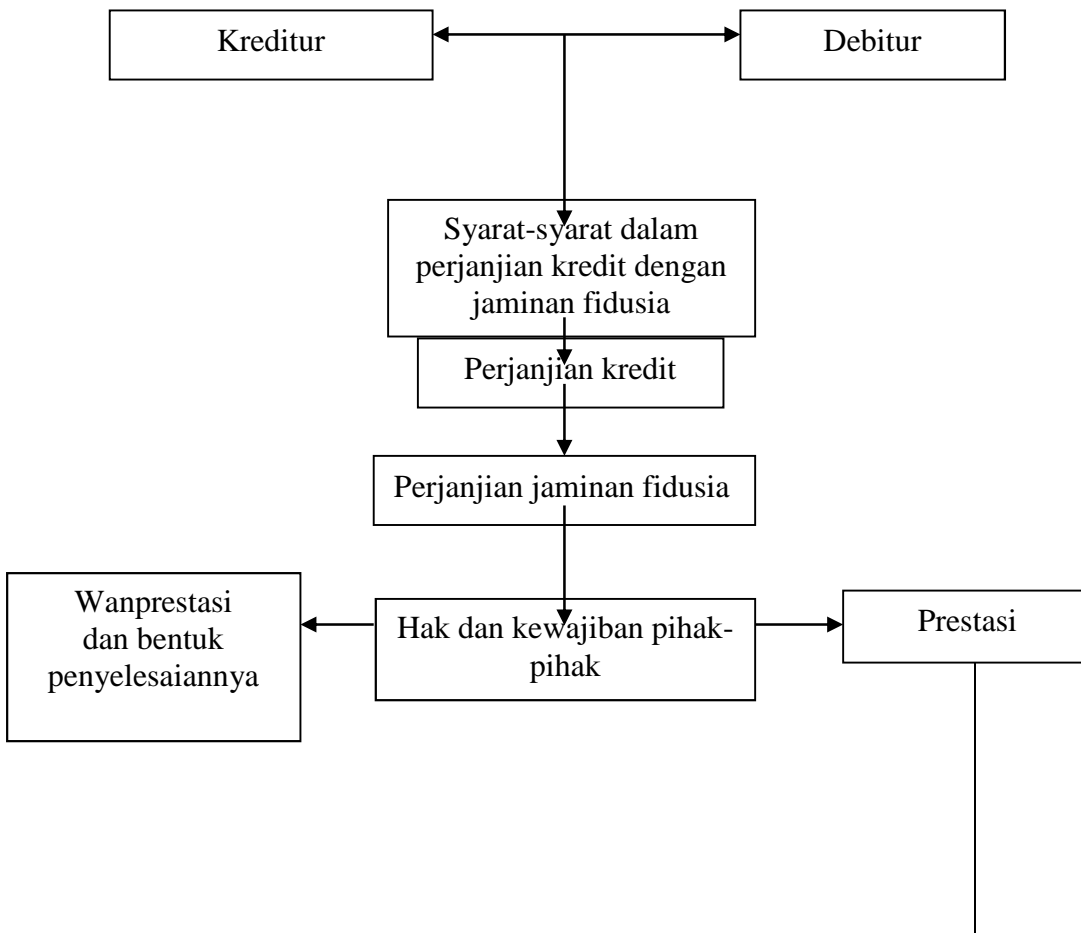 Kreditur
Debitur
Syarat-syarat dalam
perjanjian kredit dengan
jaminan fidusia
Perjanjian kredit
Perjanjian jaminan fidusia
Wanprestasi
dan bentuk
penyelesaiannya
Hak dan kewajiban pihak-
pihak
Prestasi